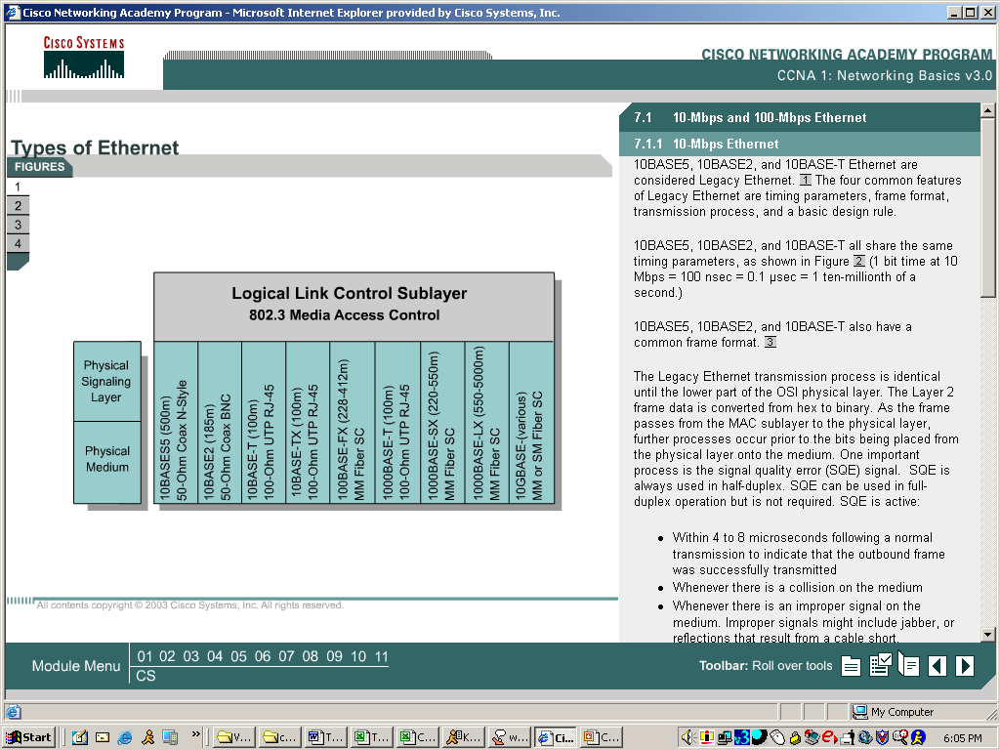 Cisco Networking Academy Program - Microsoft Internet Explorer provided by Cisco Systems, Inc.
CISCO SYSTEMS
CISCO NETWORKING ACADEMY PROGRAM
CCNA 1: Networking Basics v3.0
Types of Ethernet
FIGURES
1
2
3
4
Logical Link Control Sublayer
802.3 Media Access Control
Physical
Signaling
Layer
Physical
Medium
10BASES5 (500m)
50-Ohm Coax N-Style
10BASE2 (185m)
50-Ohm Coax BNC
10BASE-T (100m)
100-Ohm UTP RJ-45
10BASE-TX (100m)
100-Ohm UTP RJ-45
100BASE-FX (228-412m)
MM Fiber SC
1000BASE-T (100m)
100-Ohm UTP RJ-45
1000BASE-SX (220-550m)
MM Fiber SC
1000BASE-LX (550-5000m)
MM Fiber SC
10GBASE-(various)
MM or SM Fiber SC
All contents copyright © 2003 Cisco Systems, Inc. All rights reserved.
7.1 10-Mbps and 100-Mbps Ethernet
7.1.1 10-Mbps Ethernet
10BASE5, 10BASE2, and 10BASE-T Ethernet are
considered Legacy Ethernet. 1 The four common features
of Legacy Ethernet are timing parameters, frame format,
transmission process, and a basic design rule.
10BASE5, 10BASE2, and 10BASE-T all share the same
timing parameters, as shown in Figure 2 (1 bit time at 10
Mbps = 100 nsec = 0.1 µsec = 1 ten-millionth of a
second.)
10BASE5, 10BASE2, and 10BASE-T also have a
common frame format. 3
The Legacy Ethernet transmission process is identical
until the lower part of the OSI physical layer. The Layer 2
frame data is converted from hex to binary. As the frame
passes from the MAC sublayer to the physical layer,
further processes occur prior to the bits being placed from
the physical layer onto the medium. One important
process is the signal quality error (SQE) signal. SQE is
always used in half-duplex. SQE can be used in full-
duplex operation but is not required. SQE is active:
• Within 4 to 8 microseconds following a normal
transmission to indicate that the outbound frame
was successfully transmitted
• Whenever there is a collision on the medium
• Whenever there is an improper signal on the
medium. Improper signals might include jabber, or
reflections that result from a cable short.
Module Menu
01 02 03 04 05 06 07 08 09 10 11
CS
Toolbar: Roll over tools
My Computer
Start
»
V...
c...
T...
T...
C...
K...
w...
Ci...
C...
6:05 PM